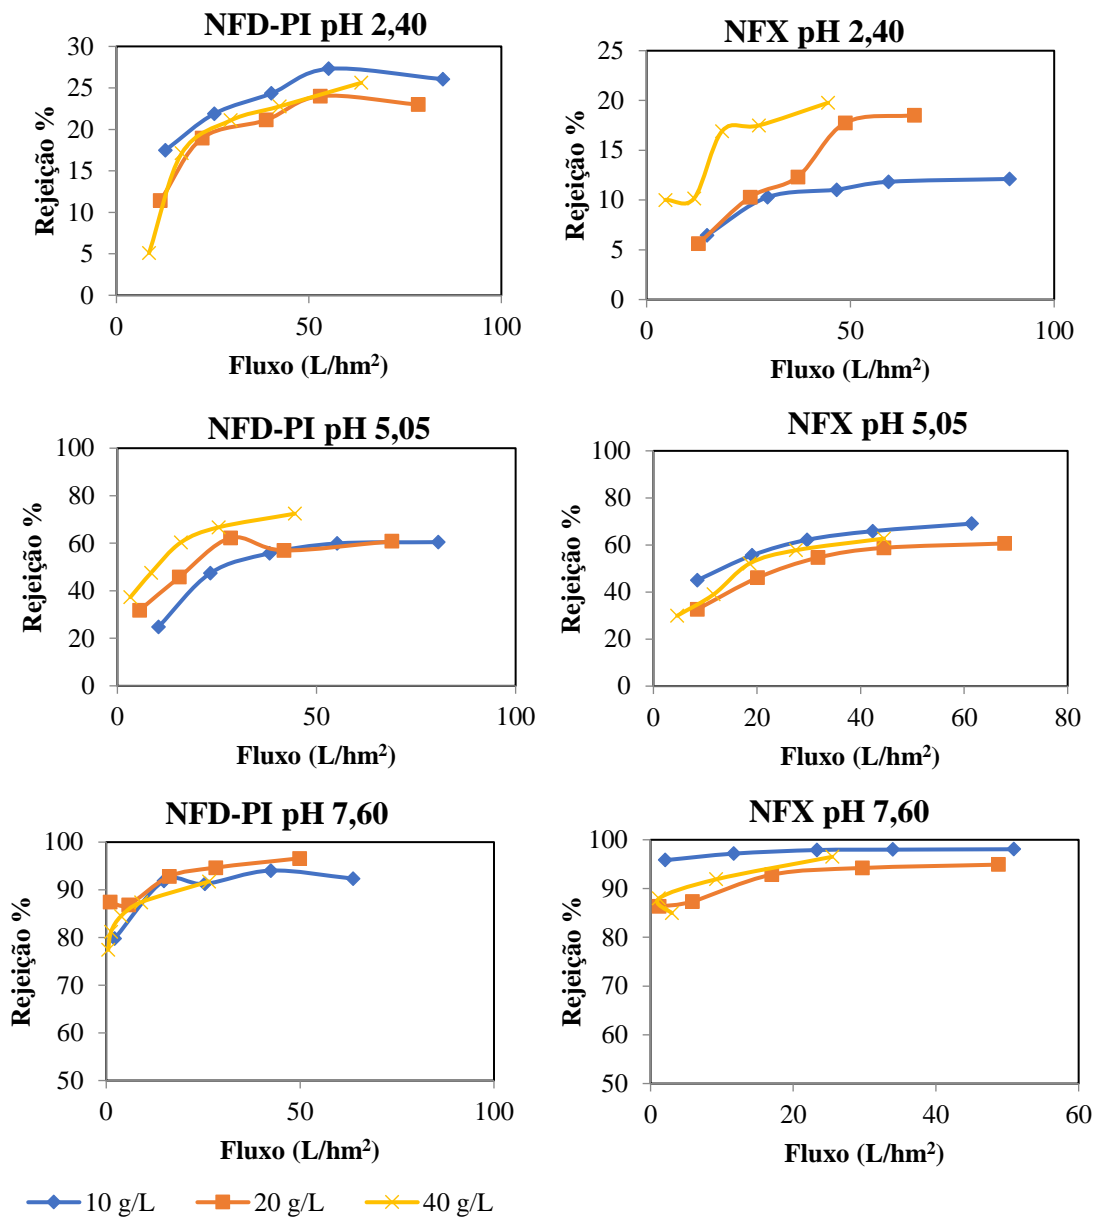 NFD-PI pH 2,40
30
25
20
15
10
5
0
Rejeição %
0 50 100
Fluxo (L/hm²)
NFX pH 2,40
25
20
15
10
5
0
Rejeição %
0 50 100
Fluxo (L/hm²)
NFD-PI pH 5,05
100
80
60
40
20
0
Rejeição %
0 50 100
Fluxo (L/hm²)
NFX pH 5,05
100
80
60
40
20
0
Rejeição %
0 20 40 60 80
Fluxo (L/hm²)
NFD-PI pH 7,60
100
90
80
70
60
50
Rejeição %
0 50 100
Fluxo (L/hm²)
NFX pH 7,60
100
90
80
70
60
50
Rejeição %
0 20 40 60
Fluxo (L/hm²)
10 g/L 20 g/L 40 g/L